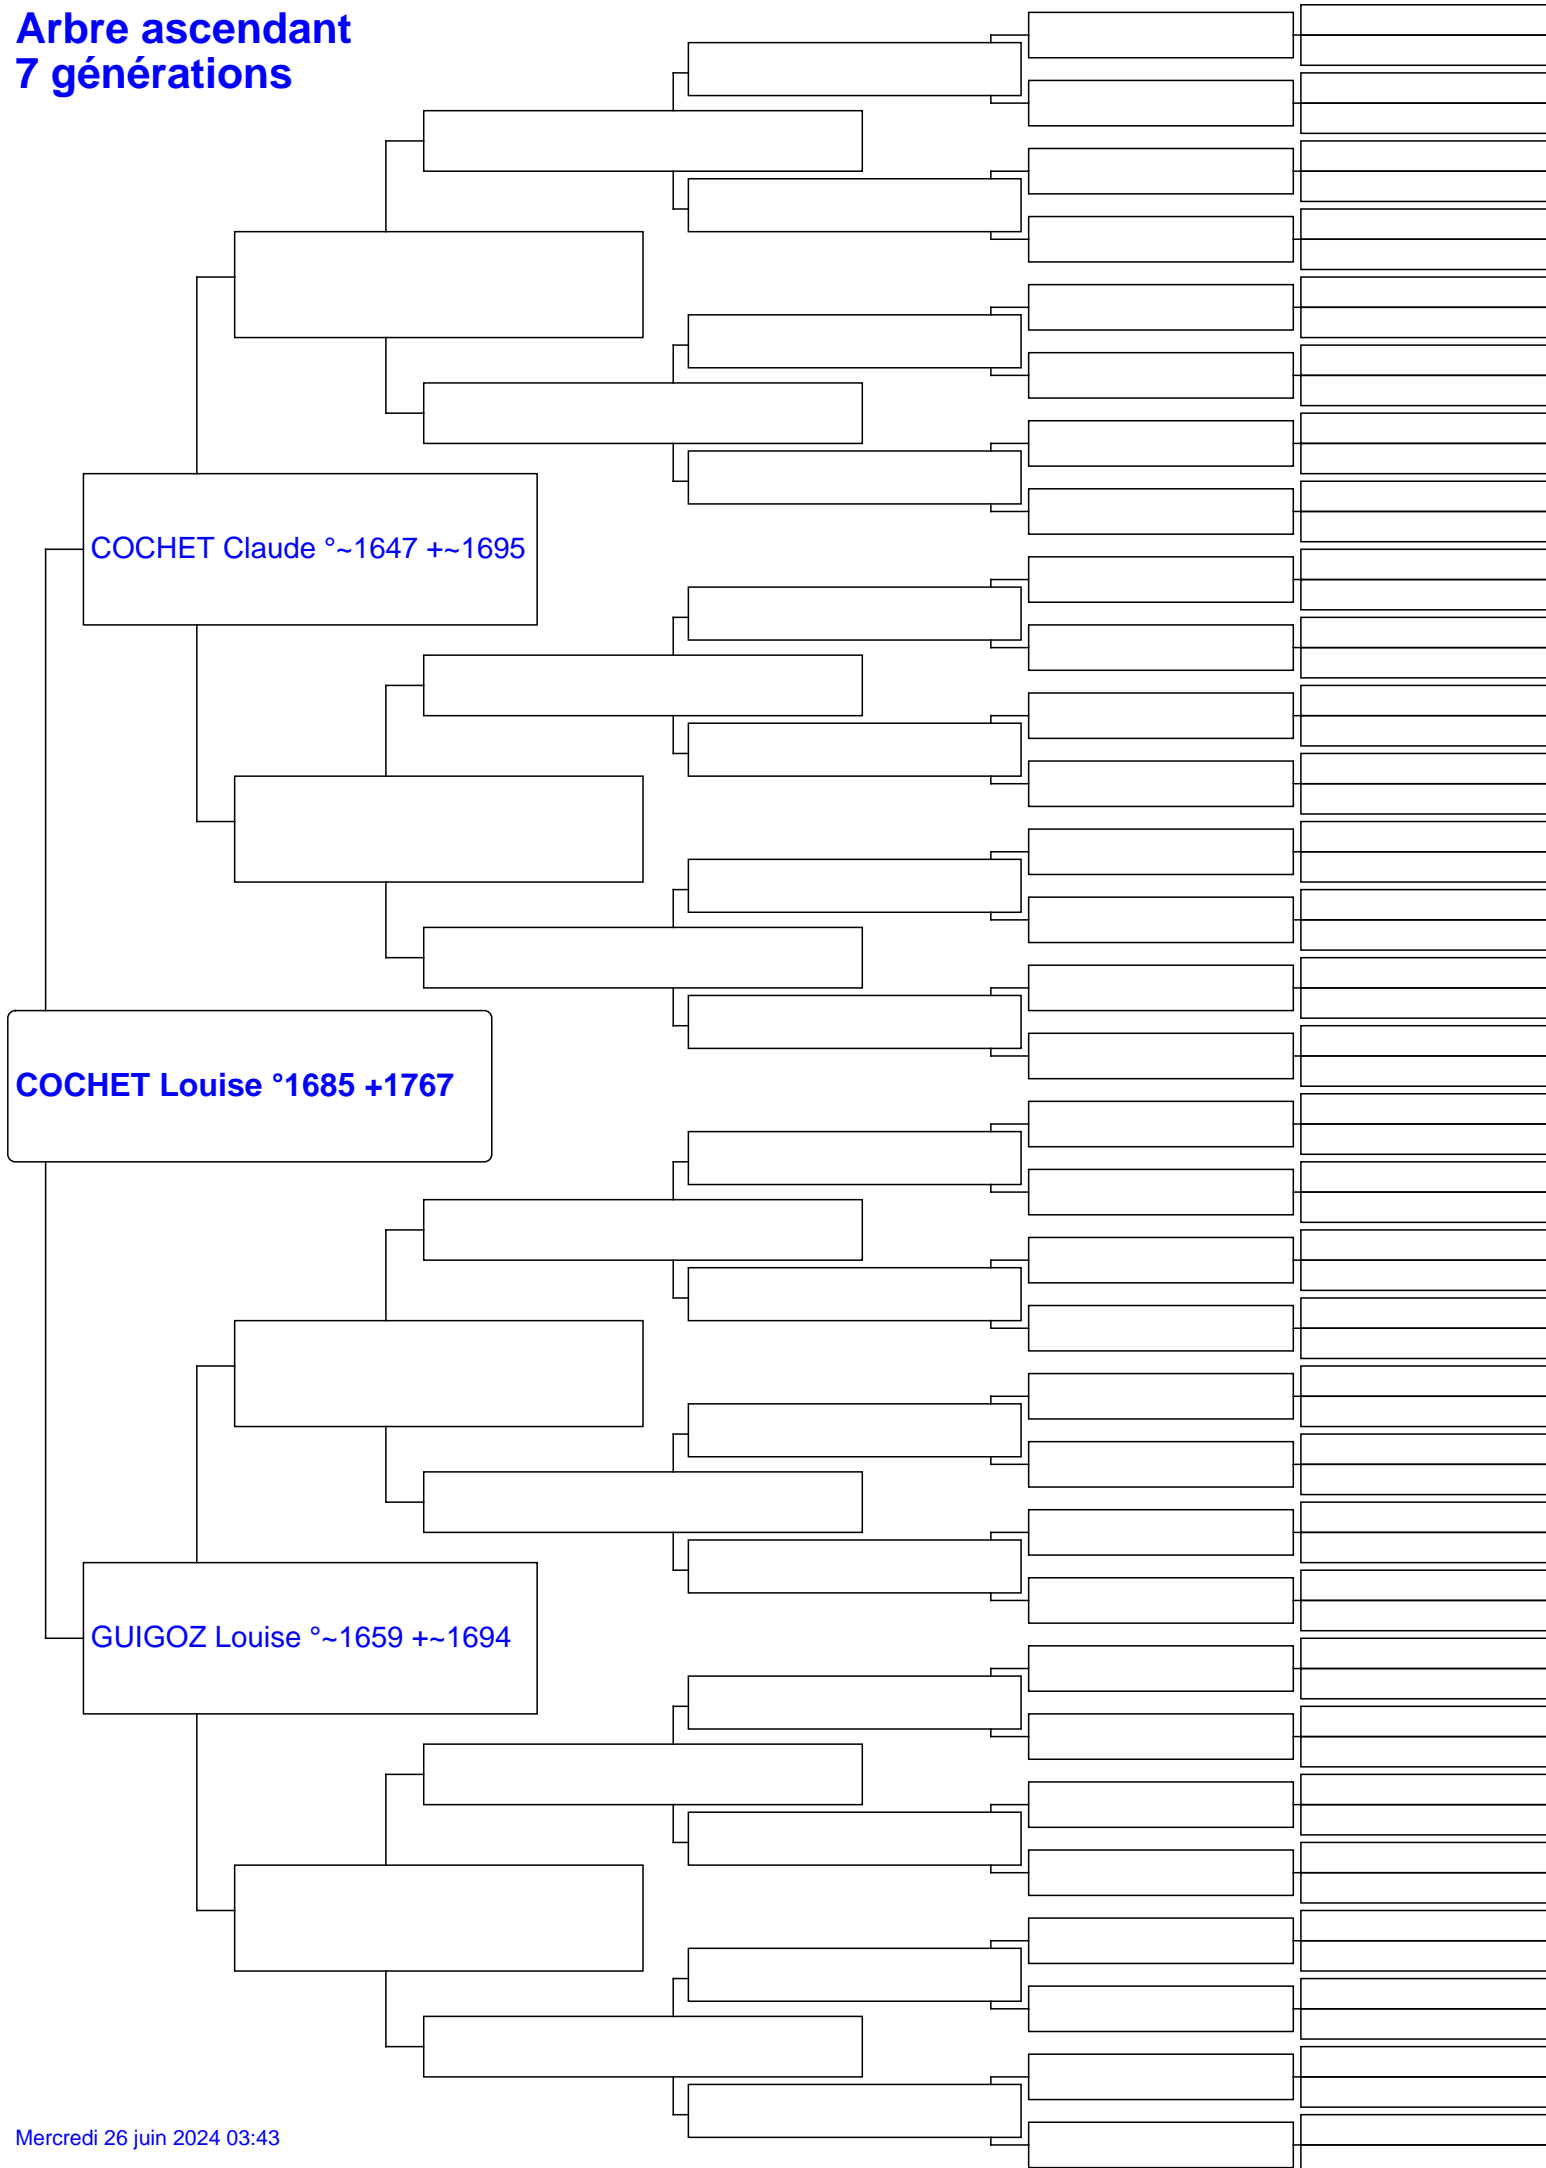 Arbre ascendant
7 générations
COCHET Claude °~1647 +~1695
COCHET Louise °1685 +1767
GUIGOZ Louise °~1659 +~1694
Mercredi 26 juin 2024 03:43